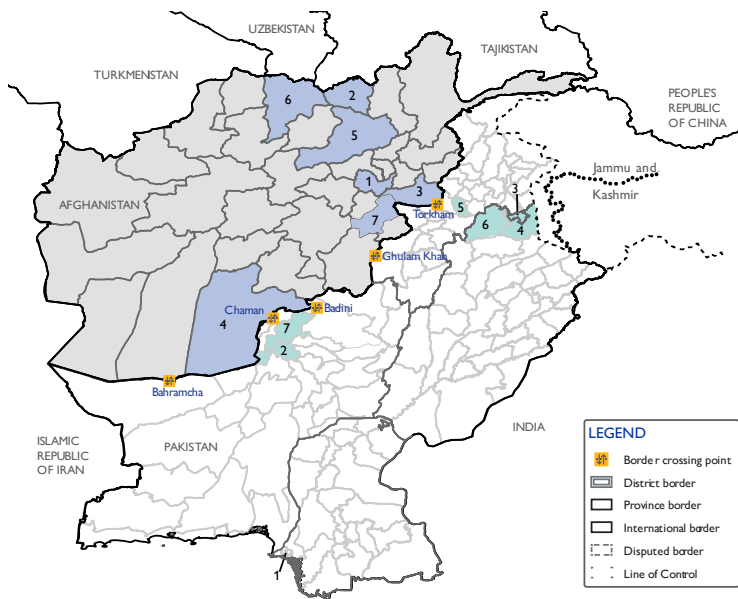 UZBEKISTAN
TAJIKISTAN
TURKMENSTAN
PEOPLE'S
REPUBLIC
OF CHINA
6
2
5
Jammu and
Kashmir
1
3
3
AFGHANISTAN
5
7
Torkham
6
4
Ghulam Khan
4
Chaman
Badini
7
2
Bahramcha
ISLAMIC
REPUBLIC
OF IRAN
PAKISTAN
INDIA
1
LEGEND
Border crossing point
District border
Province border
International border
Disputed border
Line of Control